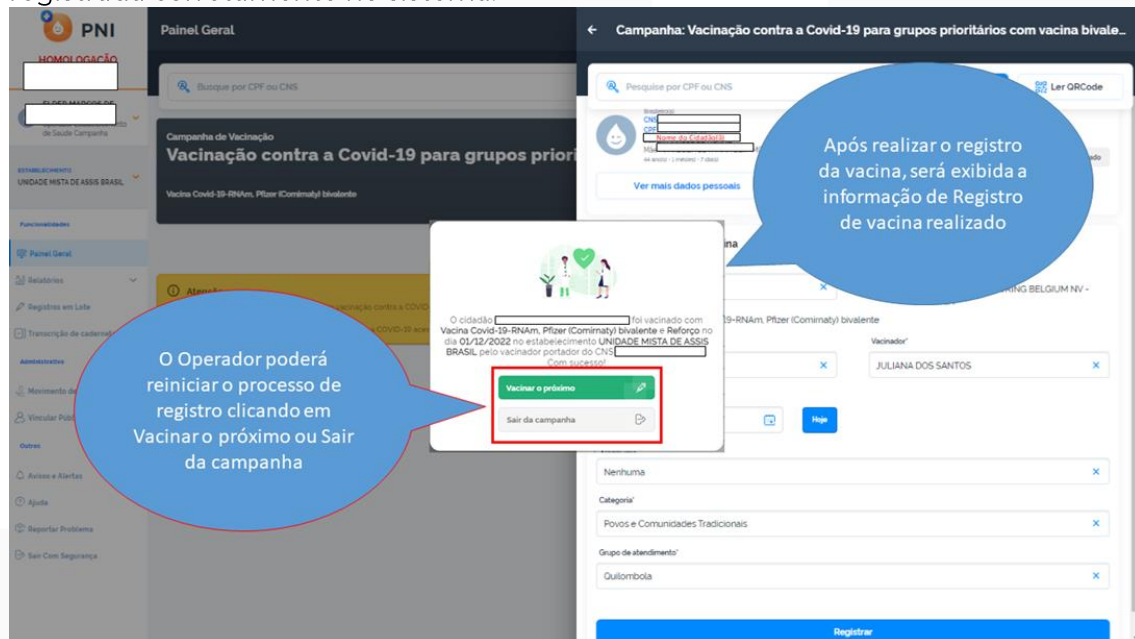 PNI
HOMOLOGAÇÃO
de Saúde Campanha
ESTABELECIMENTO
UNIDADE MISTA DE ASSIS BRASIL
Funcionalidades
Painel Geral
Relatórios
Registros em Lote
Transcrição de
Administrativo
Movimento de
Vincular
Outros
Avisos e Alertas
Ajuda
Reportar Problema
Sair Com Segurança
Painel Geral
Busque por CPF ou CNS
Campanha de Vacinação
Vacinação contra a Covid-19 para grupos priori
Vacina Covid-19-RNAm, Pfizer (Comirnaty) bivalente
Atenção
O Operador poderá
reiniciar o processo de
registro clicando em
Vacinar o próximo ou Sair
da campanha
O cidadão foi vacinado com
Vacina Covid-19-RNAm, Pfizer (Comirnaty) bivalente e Reforço no
dia 01/12/2022 no estabelecimento UNIDADE MISTA DE ASSIS
BRASIL pelo vacinador portador do CNS
Com sucesso!
Vacinar o próximo
Sair da campanha
← Campanha: Vacinação contra a Covid-19 para grupos prioritários com vacina bivale...
Pesquise por CPF ou CNS
Ler QRCode
CNS
CPF
Nome do Cidadão(ã)
Ver mais dados pessoais
Após realizar o registro
da vacina, será exibida a
informação de Registro
de vacina realizado
BELGIUM NV -
19-RNAm, Pfizer (Comirnaty) bivalente
Vacinador*
JULIANA DOS SANTOS
Hoje
Nenhuma
Categoria*
Povos e Comunidades Tradicionais
Grupo de atendimento*
Quilombola
Registrar